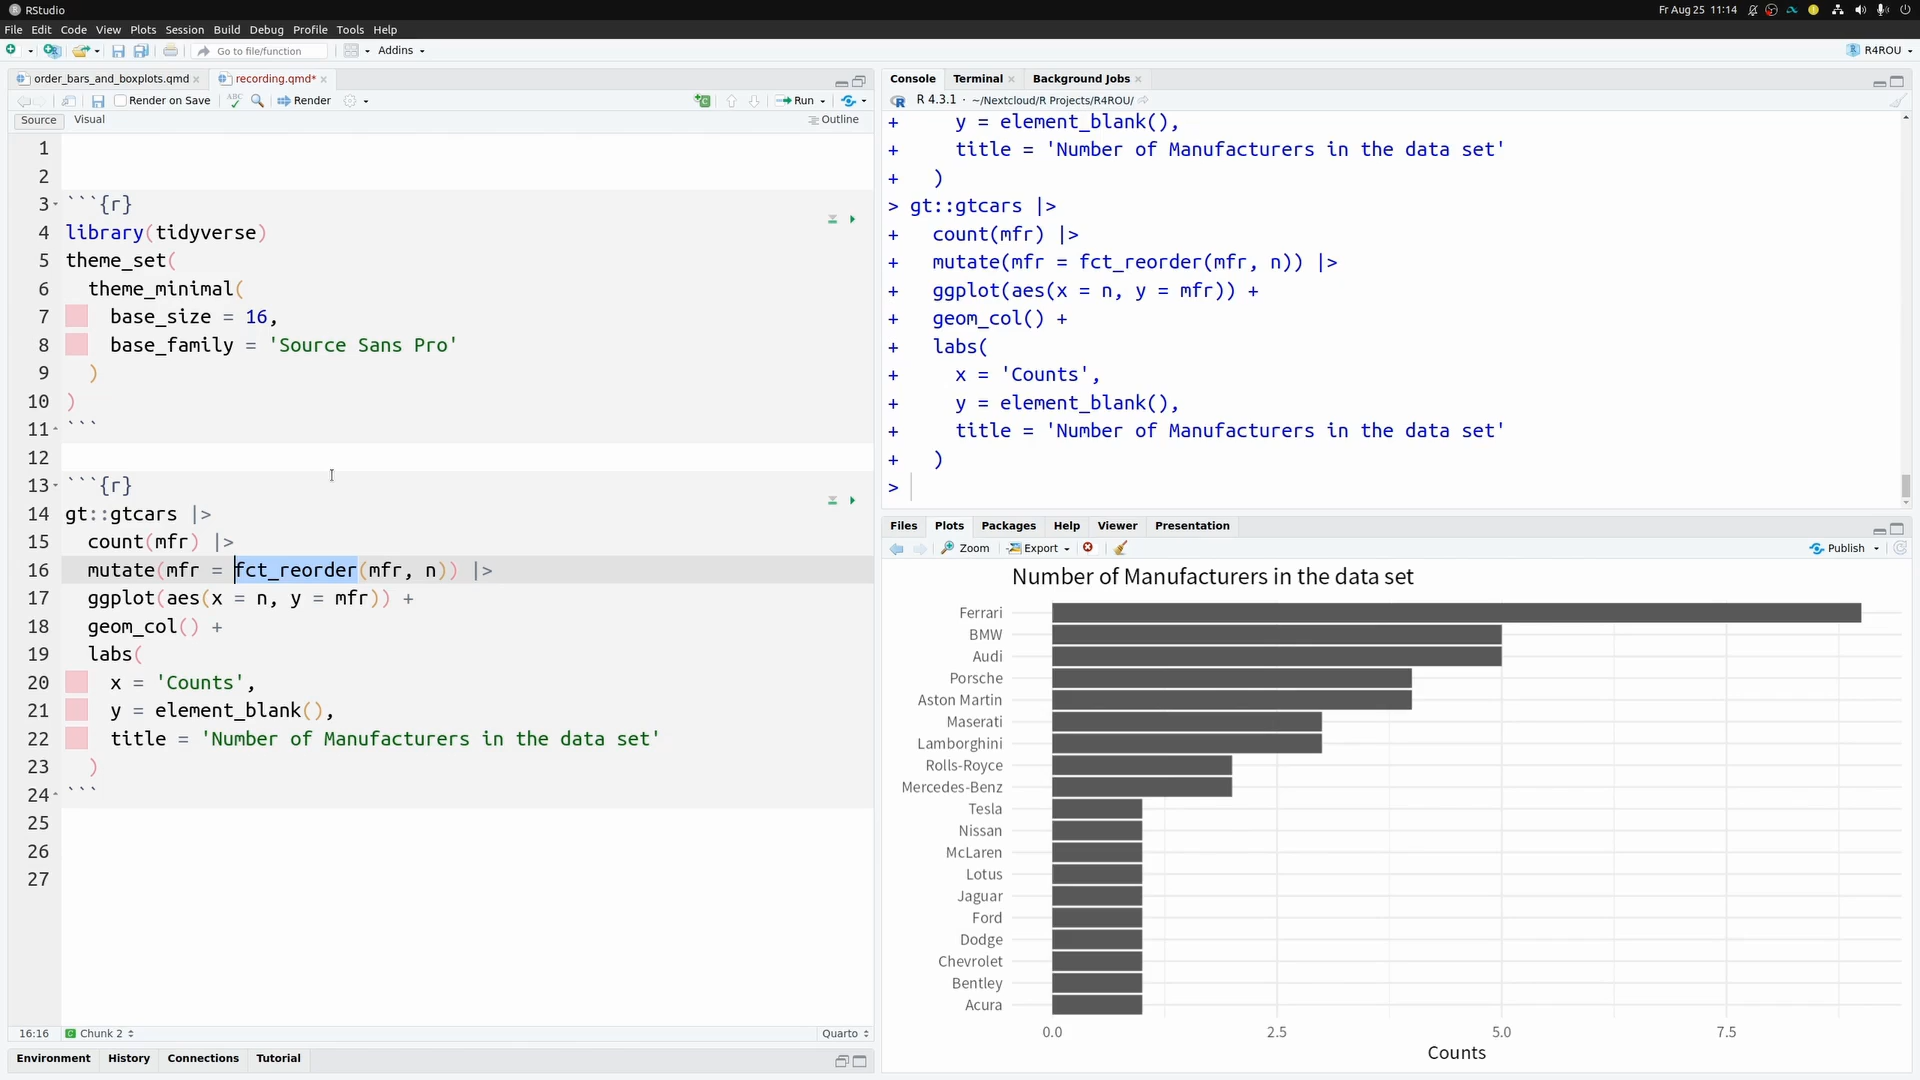 RStudio
Fr Aug 25 11:14
File Edit Code View Plots Session Build Debug Profile Tools Help
Go to file/function
Addins
R4ROU
order_bars_and_boxplots.qmd
recording.qmd*
Render on Save
ABC
Render
Run
Source
Visual
Outline
1
2
3 ```{r}
4 library(tidyverse)
5 theme_set(
6 theme_minimal(
7 base_size = 16,
8 base_family = 'Source Sans Pro'
9 )
10 )
11 ```
12
13 ```{r}
14 gt::gtcars |>
15 count(mfr) |>
16 mutate(mfr = fct_reorder(mfr, n)) |>
17 ggplot(aes(x = n, y = mfr)) +
18 geom_col() +
19 labs(
20 x = 'Counts',
21 y = element_blank(),
22 title = 'Number of Manufacturers in the data set'
23 )
24 ```
25
26
27
16:16
Chunk 2
Quarto
Environment History Connections Tutorial
Console Terminal Background Jobs
R 4.3.1 · ~/Nextcloud/R Projects/R4ROU/
+ y = element_blank(),
+ title = 'Number of Manufacturers in the data set'
+ )
> gt::gtcars |>
+ count(mfr) |>
+ mutate(mfr = fct_reorder(mfr, n)) |>
+ ggplot(aes(x = n, y = mfr)) +
+ geom_col() +
+ labs(
+ x = 'Counts',
+ y = element_blank(),
+ title = 'Number of Manufacturers in the data set'
+ )
>
Files Plots Packages Help Viewer Presentation
Zoom
Export
Publish
Number of Manufacturers in the data set
Ferrari
BMW
Audi
Porsche
Aston Martin
Maserati
Lamborghini
Rolls-Royce
Mercedes-Benz
Tesla
Nissan
McLaren
Lotus
Jaguar
Ford
Dodge
Chevrolet
Bentley
Acura
0.0 2.5 5.0 7.5
Counts